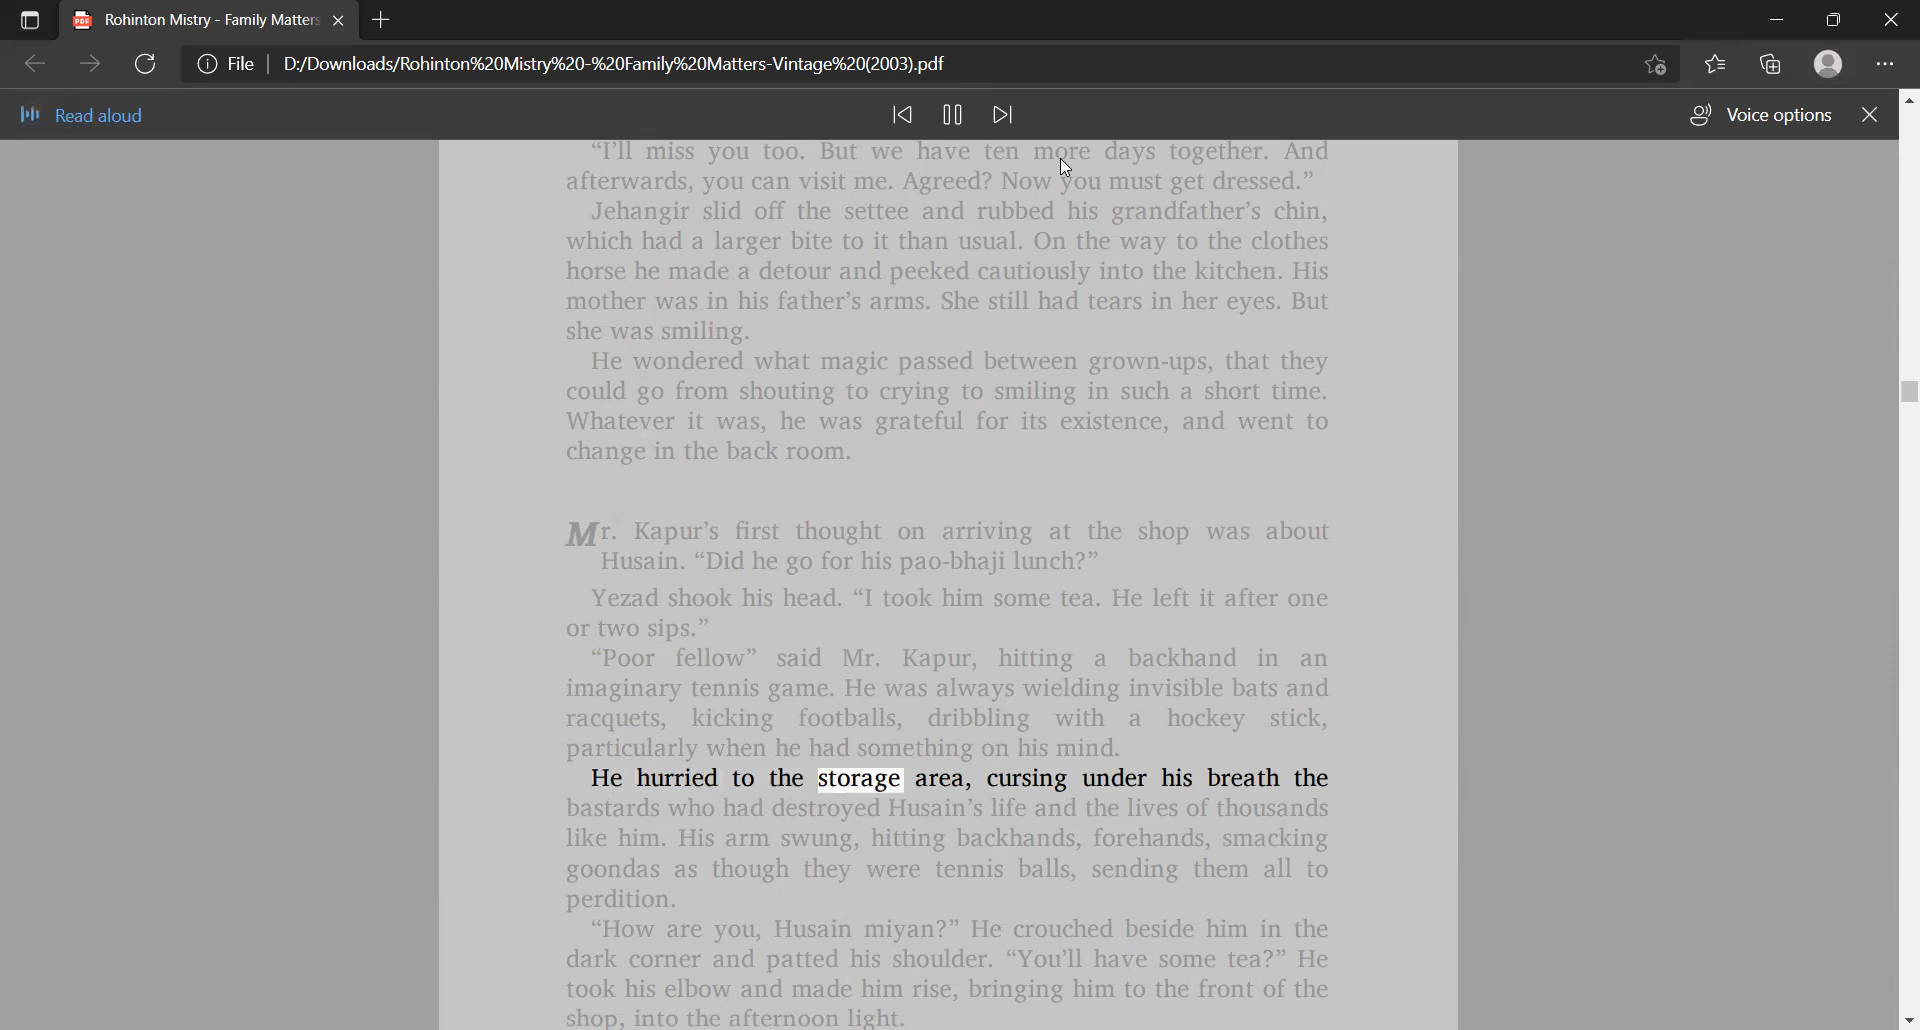 Rohinton Mistry - Family Matters
File
D:/Downloads/Rohinton%20Mistry%20-%20Family%20Matters-Vintage%20(2003).pdf
Read aloud
Voice options
“I’ll miss you too. But we have ten more days together. And
afterwards, you can visit me. Agreed? Now you must get dressed.”
Jehangir slid off the settee and rubbed his grandfather’s chin,
which had a larger bite to it than usual. On the way to the clothes
horse he made a detour and peeked cautiously into the kitchen. His
mother was in his father’s arms. She still had tears in her eyes. But
she was smiling.
He wondered what magic passed between grown-ups, that they
could go from shouting to crying to smiling in such a short time.
Whatever it was, he was grateful for its existence, and went to
change in the back room.
Mr. Kapur’s first thought on arriving at the shop was about
Husain. “Did he go for his pao-bhaji lunch?”
Yezad shook his head. “I took him some tea. He left it after one
or two sips.”
“Poor fellow” said Mr. Kapur, hitting a backhand in an
imaginary tennis game. He was always wielding invisible bats and
racquets, kicking footballs, dribbling with a hockey stick,
particularly when he had something on his mind.
He hurried to the storage area, cursing under his breath the
bastards who had destroyed Husain’s life and the lives of thousands
like him. His arm swung, hitting backhands, forehands, smacking
goondas as though they were tennis balls, sending them all to
perdition.
“How are you, Husain miyan?” He crouched beside him in the
dark corner and patted his shoulder. “You’ll have some tea?” He
took his elbow and made him rise, bringing him to the front of the
shop, into the afternoon light.